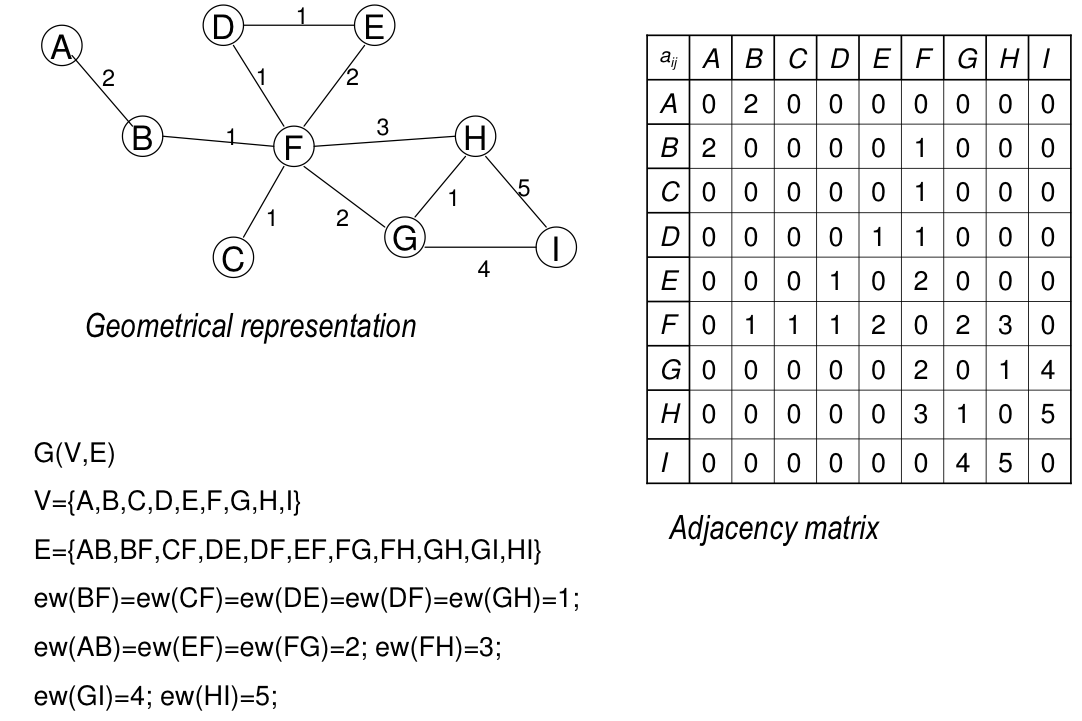 A
D
1
E
2
1
2
B
1
F
3
H
1
2
1
5
C
G
4
I
Geometrical representation
G(V,E)
V={A,B,C,D,E,F,G,H,I}
E={AB,BF,CF,DE,DF,EF,FG,FH,GH,GI,HI}
ew(BF)=ew(CF)=ew(DE)=ew(DF)=ew(GH)=1;
ew(AB)=ew(EF)=ew(FG)=2; ew(FH)=3;
ew(GI)=4; ew(HI)=5;
aij A B C D E F G H I
A 0 2 0 0 0 0 0 0 0
B 2 0 0 0 0 1 0 0 0
C 0 0 0 0 0 1 0 0 0
D 0 0 0 0 1 1 0 0 0
E 0 0 0 1 0 2 0 0 0
F 0 1 1 1 2 0 2 3 0
G 0 0 0 0 0 2 0 1 4
H 0 0 0 0 0 3 1 0 5
I 0 0 0 0 0 0 4 5 0
Adjacency matrix